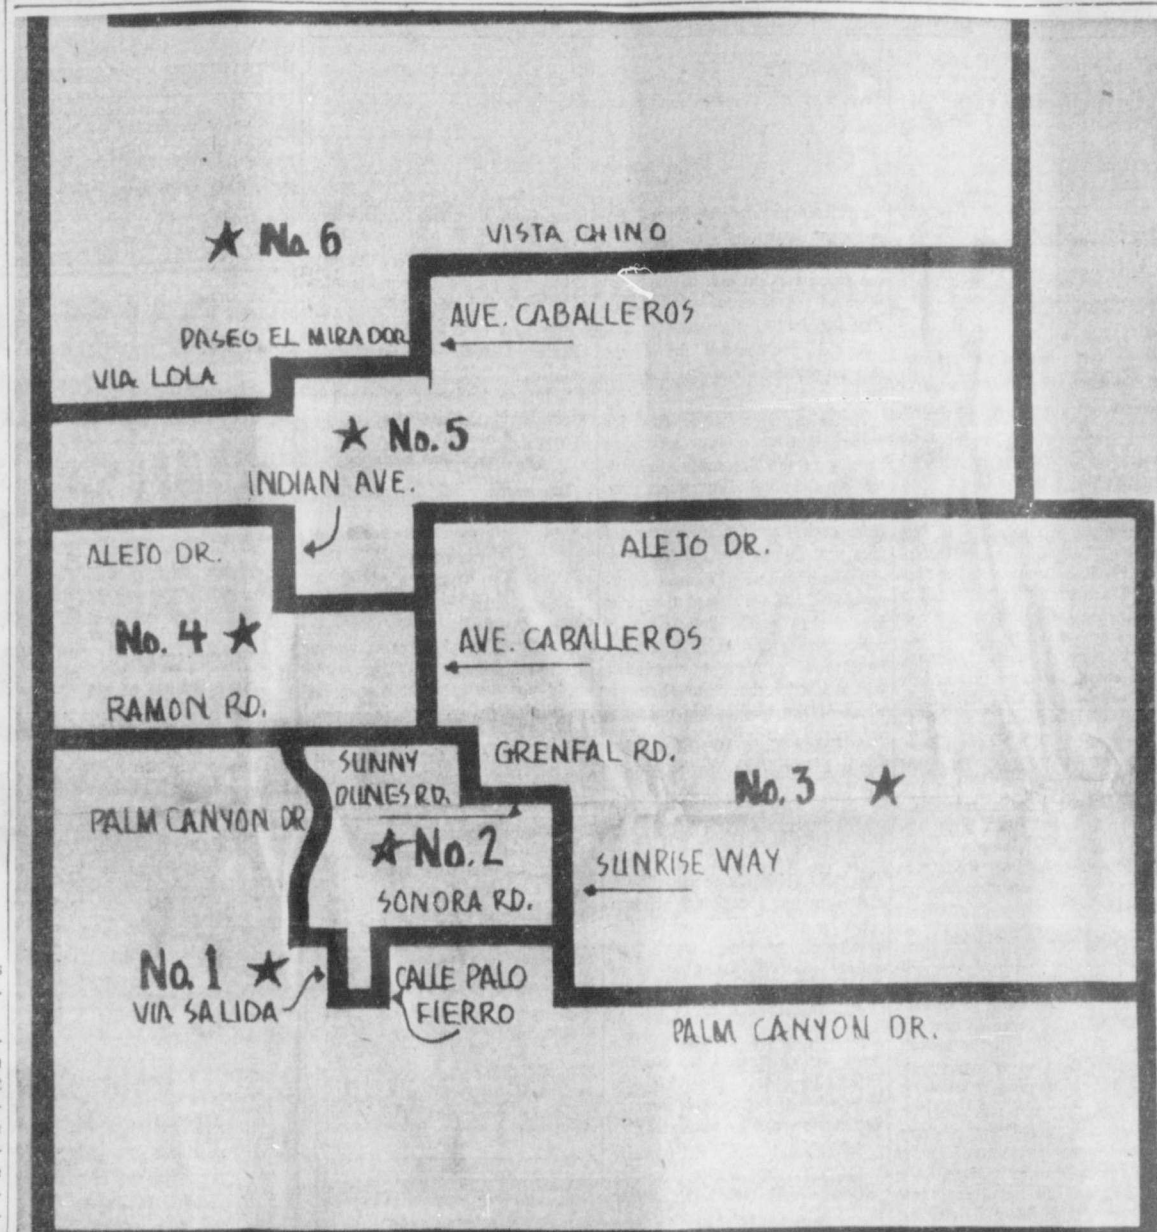 No. 6
VISTA CHINO
AVE. CABALLEROS
PASEO EL MIRADOR
VIA LOLA
No. 5
INDIAN AVE.
ALEJO DR.
ALEJO DR.
No. 4
AVE. CABALLEROS
RAMON RD.
GRENFAL RD.
SUNNY
DUNES RD.
No. 3
PALM CANYON DR
No. 2
SUNRISE WAY
SONORA RD.
No. 1
VIA SALIDA
CALLE PALO
FIERRO
PALM CANYON DR.